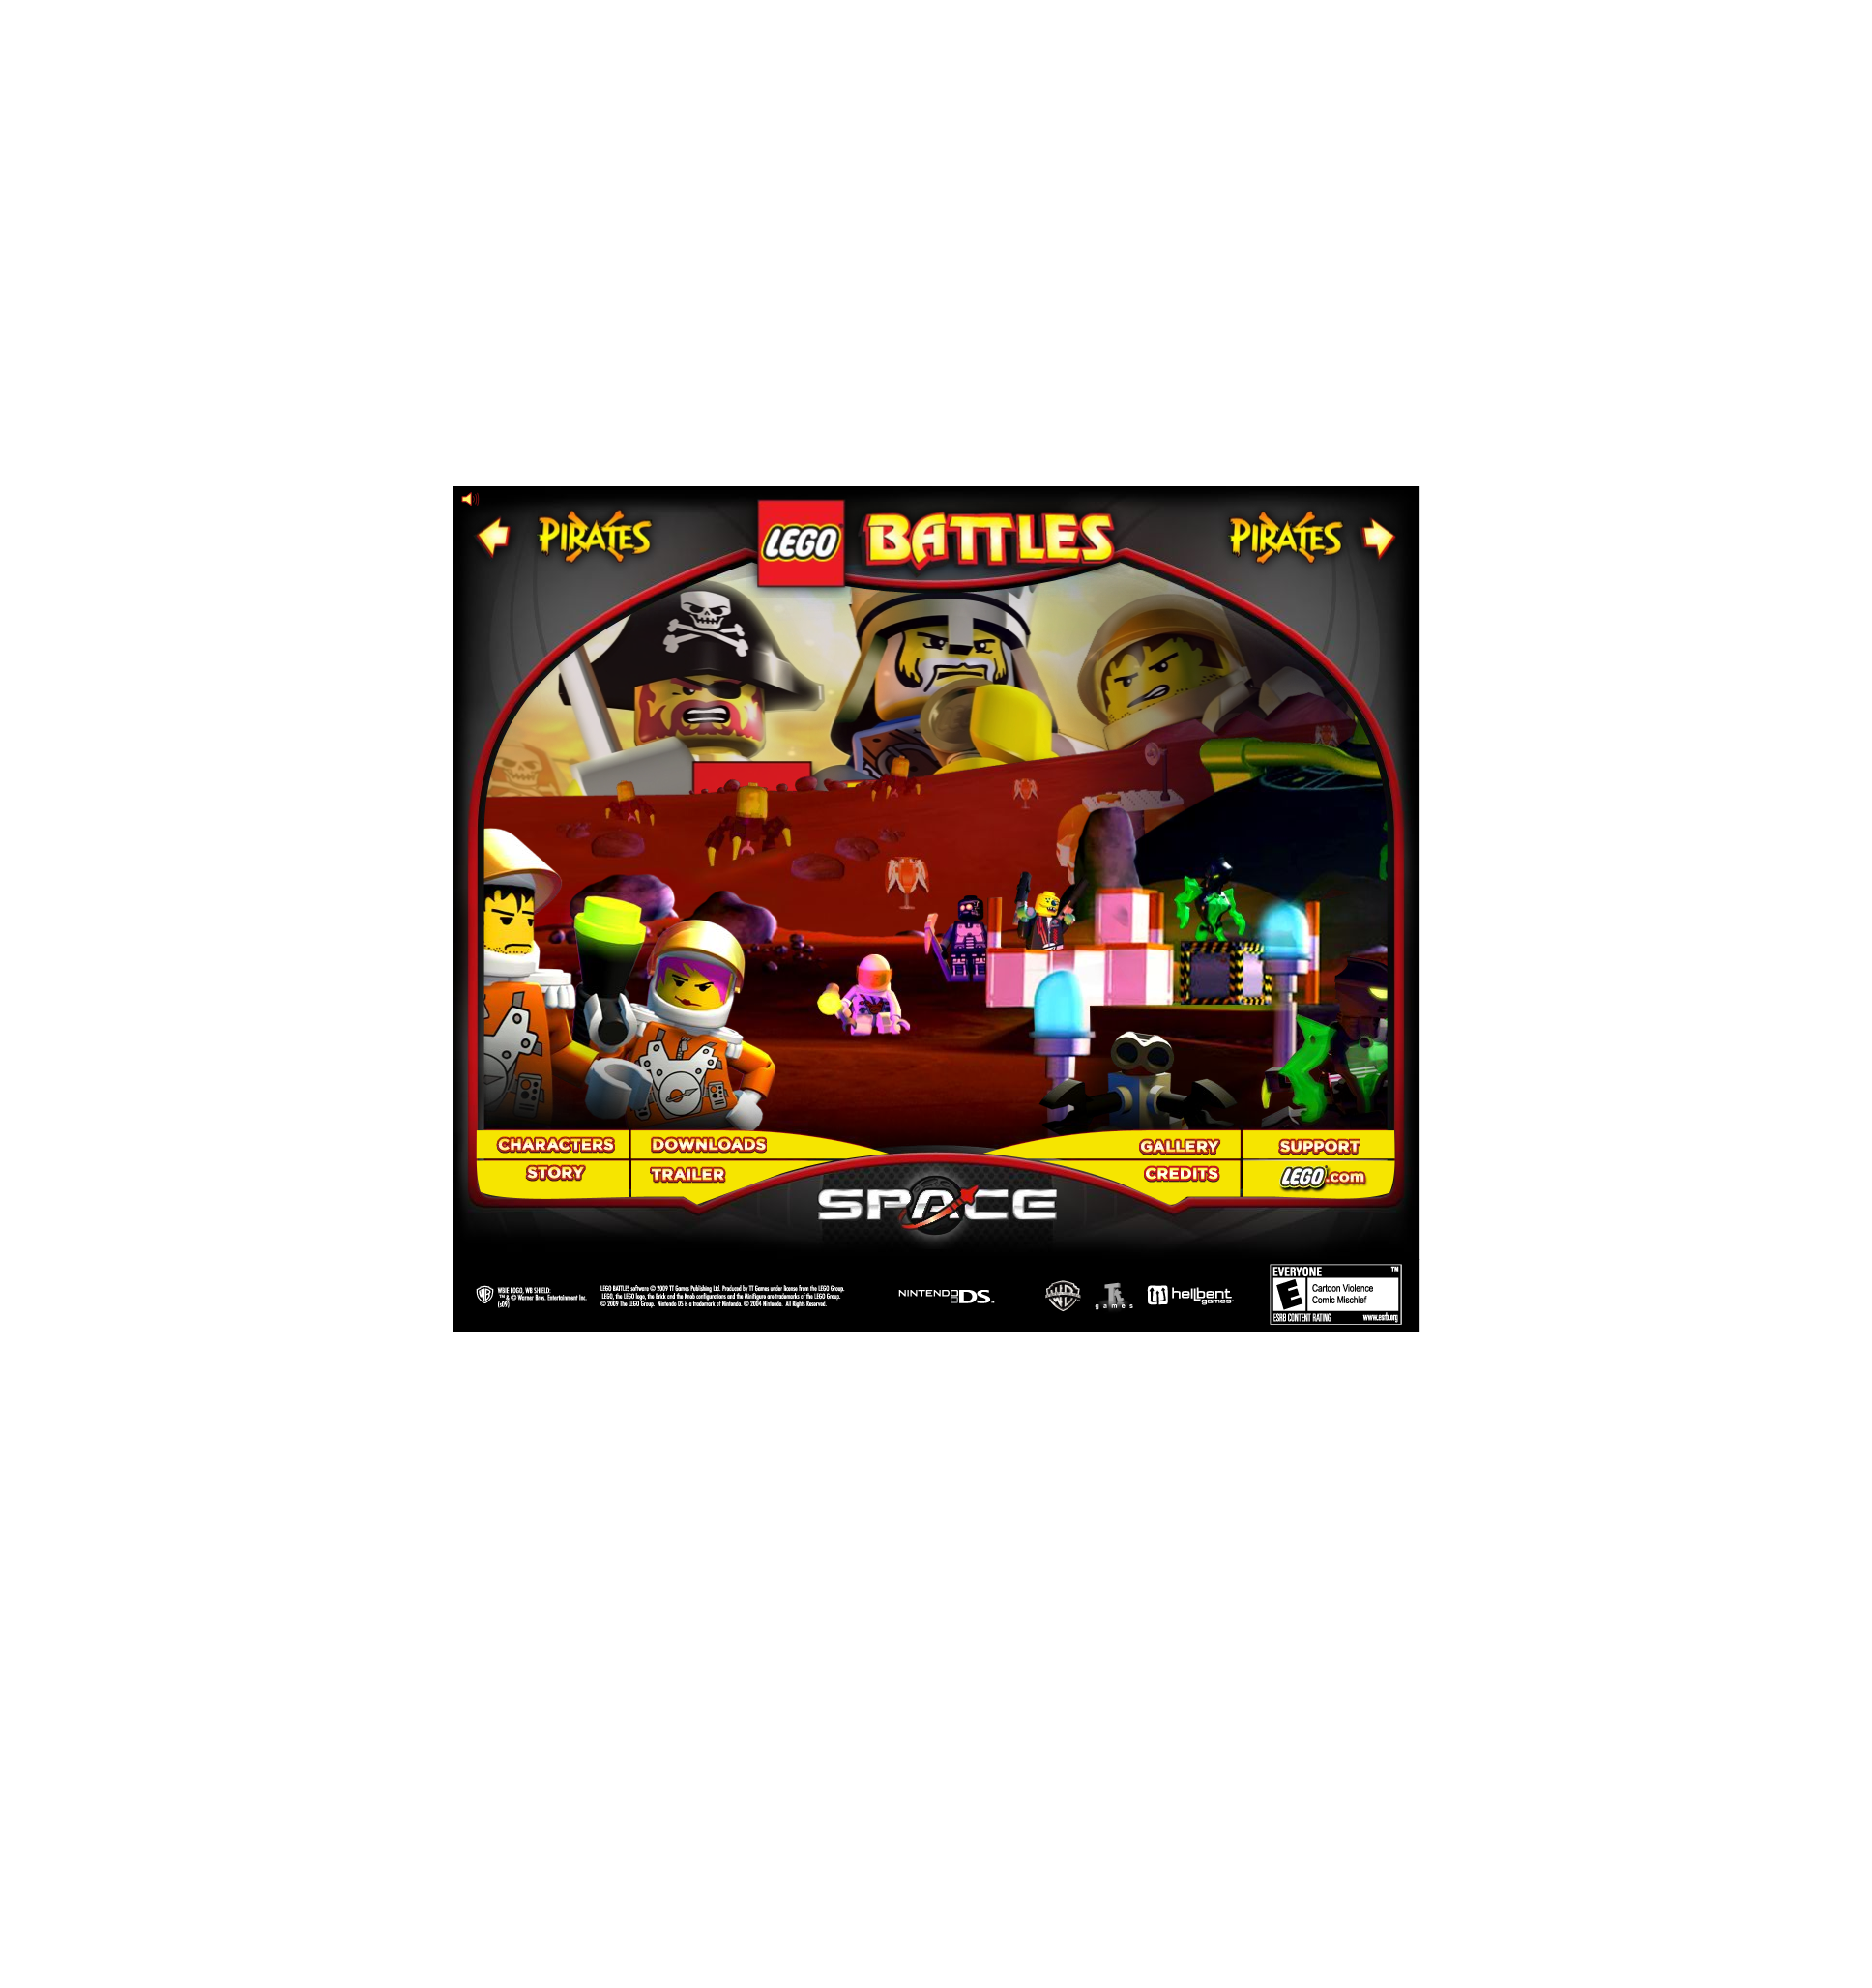 PIRATES
LEGO BATTLES
PIRATES
CHARACTERS
DOWNLOADS
GALLERY
SUPPORT
STORY
TRAILER
CREDITS
LEGO.com
SPACE
WBIE LOGO, WB SHIELD:
™ & © Warner Bros. Entertainment Inc.
(s09)
LEGO BATTLES software © 2009 TT Games Publishing Ltd. Produced by TT Games under license from the LEGO Group.
LEGO, the LEGO logo, the Brick and the Knob configurations and the Minifigure are trademarks of the LEGO Group.
© 2009 The LEGO Group. Nintendo DS is a trademark of Nintendo. © 2004 Nintendo. All Rights Reserved.
NINTENDO DS™
games
hellbent
games
EVERYONE ™
E
Cartoon Violence
Comic Mischief
ESRB CONTENT RATING www.esrb.org